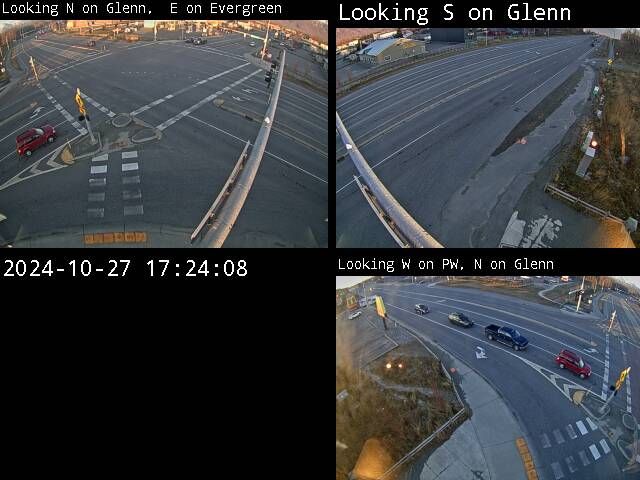 Looking N on Glenn,  E on Evergreen
Looking S on Glenn
2024-10-27 17:24:08
Looking W on PW, N on Glenn